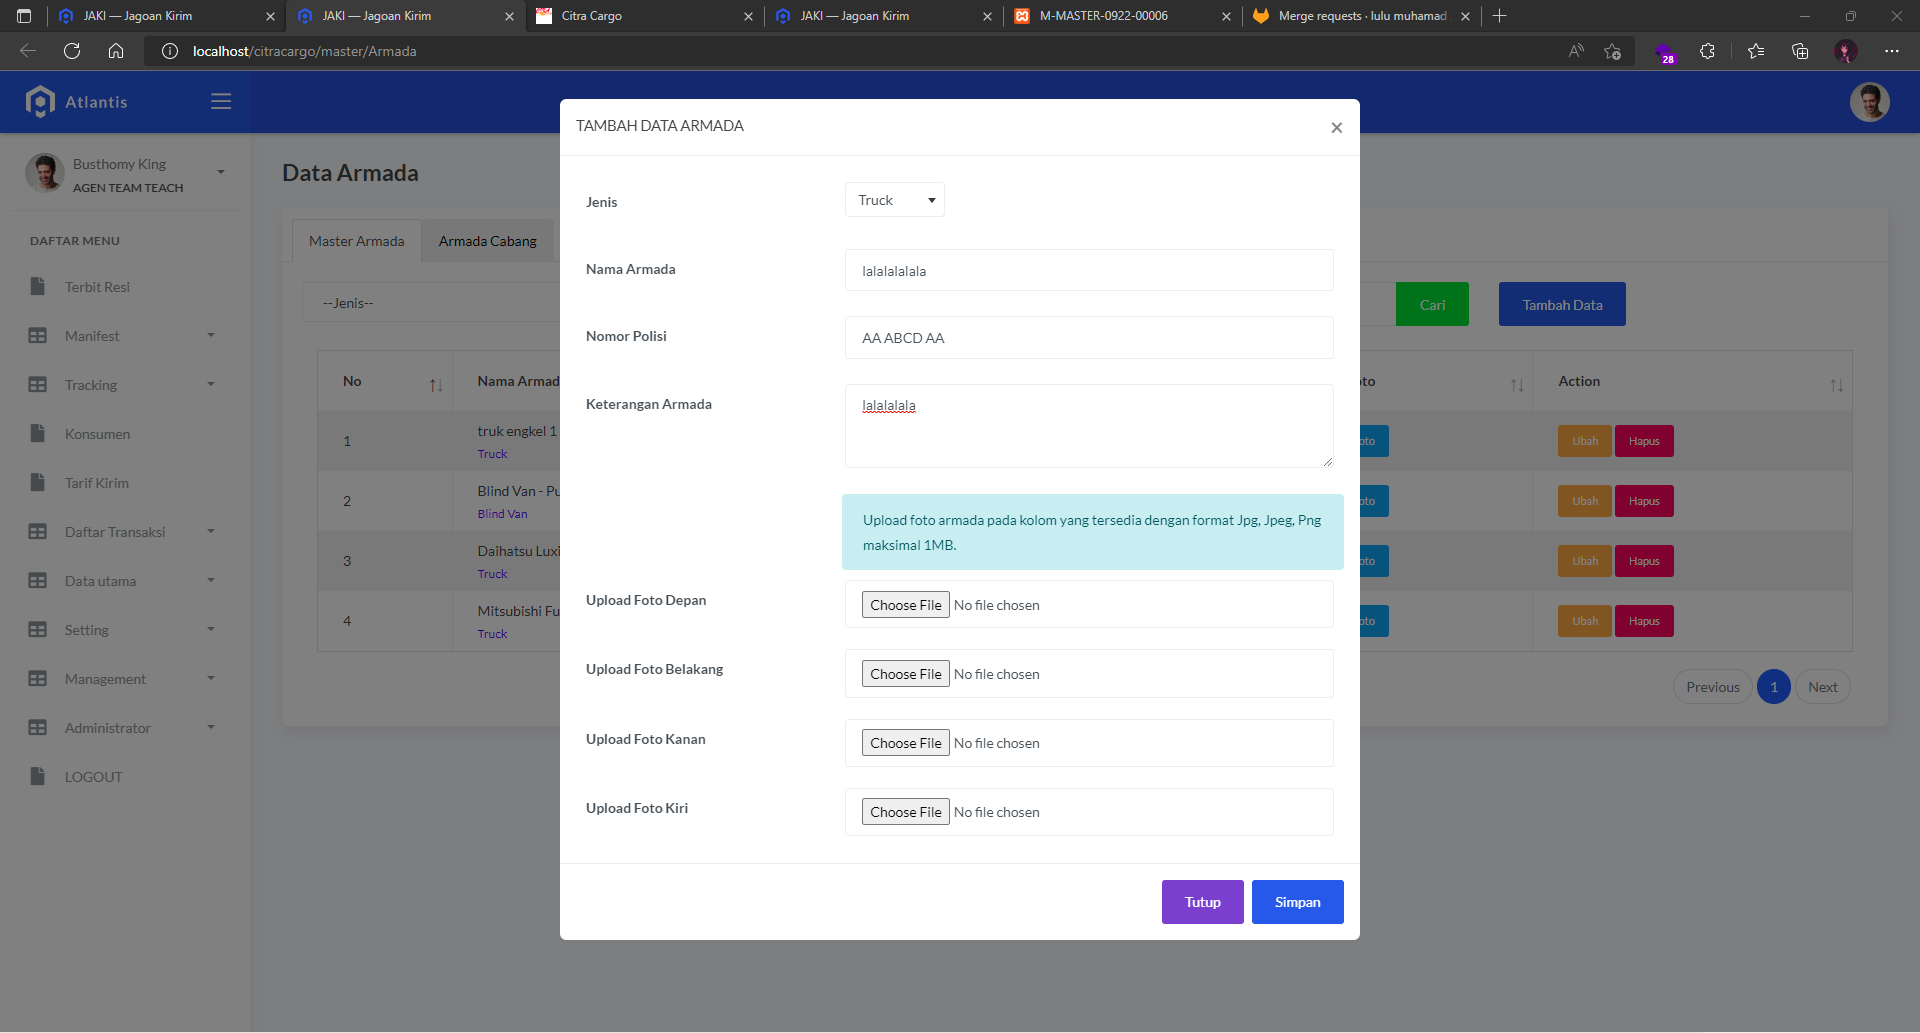 JAKI — Jagoan Kirim
JAKI — Jagoan Kirim
Citra Cargo
JAKI — Jagoan Kirim
M-MASTER-0922-00006
Merge requests · lulu muhamad
localhost/citracargo/master/Armada
28
Atlantis
Busthomy King
AGEN TEAM TEACH
DAFTAR MENU
Terbit Resi
Manifest
Tracking
Konsumen
Tarif Kirim
Daftar Transaksi
Data utama
Setting
Management
Administrator
LOGOUT
Data Armada
Master Armada
Armada Cabang
--Jenis--
Cari
Tambah Data
No
Nama Armad
Action
1
truk engkel 1
Truck
Ubah
Hapus
2
Blind Van - Pu
Blind Van
Ubah
Hapus
3
Daihatsu Luxi
Truck
Ubah
Hapus
4
Mitsubishi Fu
Truck
Ubah
Hapus
Previous
1
Next
TAMBAH DATA ARMADA
×
Jenis
Truck
Nama Armada
lalalalalala
Nomor Polisi
AA ABCD AA
Keterangan Armada
lalalalala
Upload foto armada pada kolom yang tersedia dengan format Jpg, Jpeg, Png
maksimal 1MB.
Upload Foto Depan
Choose File No file chosen
Upload Foto Belakang
Choose File No file chosen
Upload Foto Kanan
Choose File No file chosen
Upload Foto Kiri
Choose File No file chosen
Tutup
Simpan